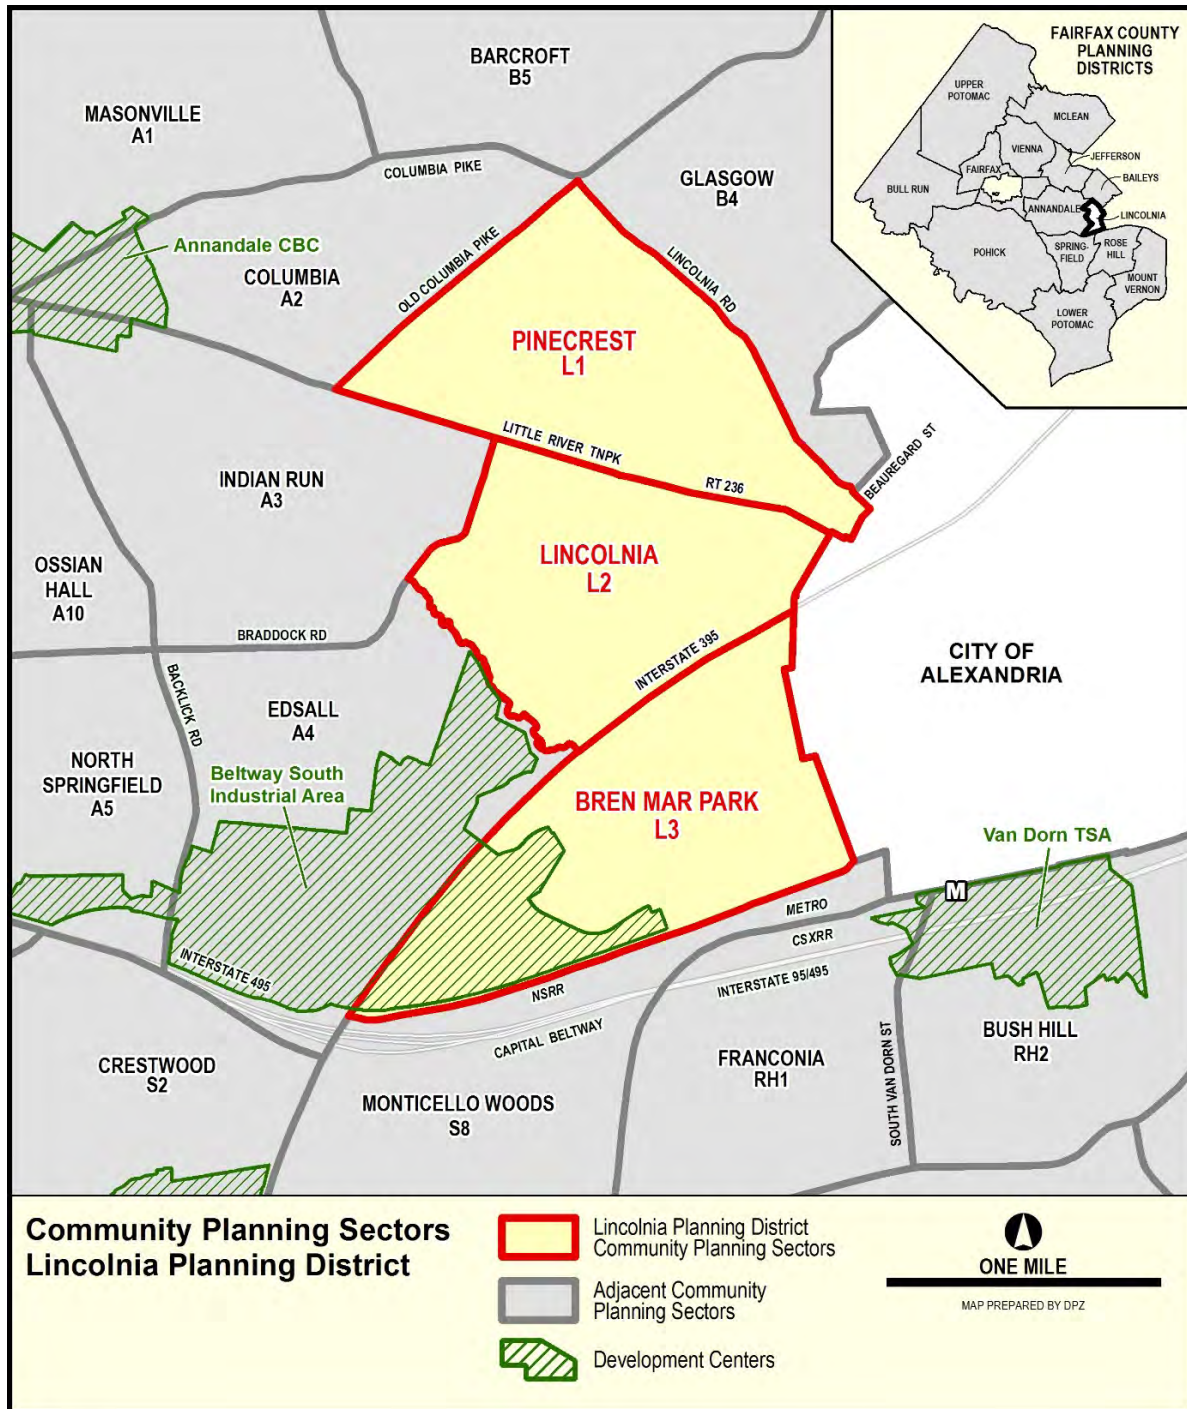 BARCROFT
B5
MASONVILLE
A1
COLUMBIA PIKE
GLASGOW
B4
FAIRFAX COUNTY
PLANNING
DISTRICTS
UPPER
POTOMAC
MCLEAN
VIENNA
JEFFERSON
FAIRFAX
BAILEYS
BULL RUN
ANNANDALE
LINCOLNIA
SPRING-
FIELD
ROSE
HILL
POHICK
MOUNT
VERNON
LOWER
POTOMAC
Annandale CBC
COLUMBIA
A2
OLD COLUMBIA PIKE
LINCOLNIA RD
PINECREST
L1
LITTLE RIVER TNPK
RT 236
BEAUREGARD ST
INDIAN RUN
A3
LINCOLNIA
L2
OSSIAN
HALL
A10
BRADDOCK RD
INTERSTATE 395
CITY OF
ALEXANDRIA
BACKLICK RD
EDSALL
A4
NORTH
SPRINGFIELD
A5
Beltway South
Industrial Area
BREN MAR PARK
L3
Van Dorn TSA
M
METRO
CSXRR
INTERSTATE 495
NSRR
INTERSTATE 95/495
CAPITAL BELTWAY
CRESTWOOD
S2
MONTICELLO WOODS
S8
FRANCONIA
RH1
SOUTH VAN DORN ST
BUSH HILL
RH2
Community Planning Sectors
Lincolnia Planning District
Lincolnia Planning District
Community Planning Sectors
Adjacent Community
Planning Sectors
Development Centers
ONE MILE
MAP PREPARED BY DPZ